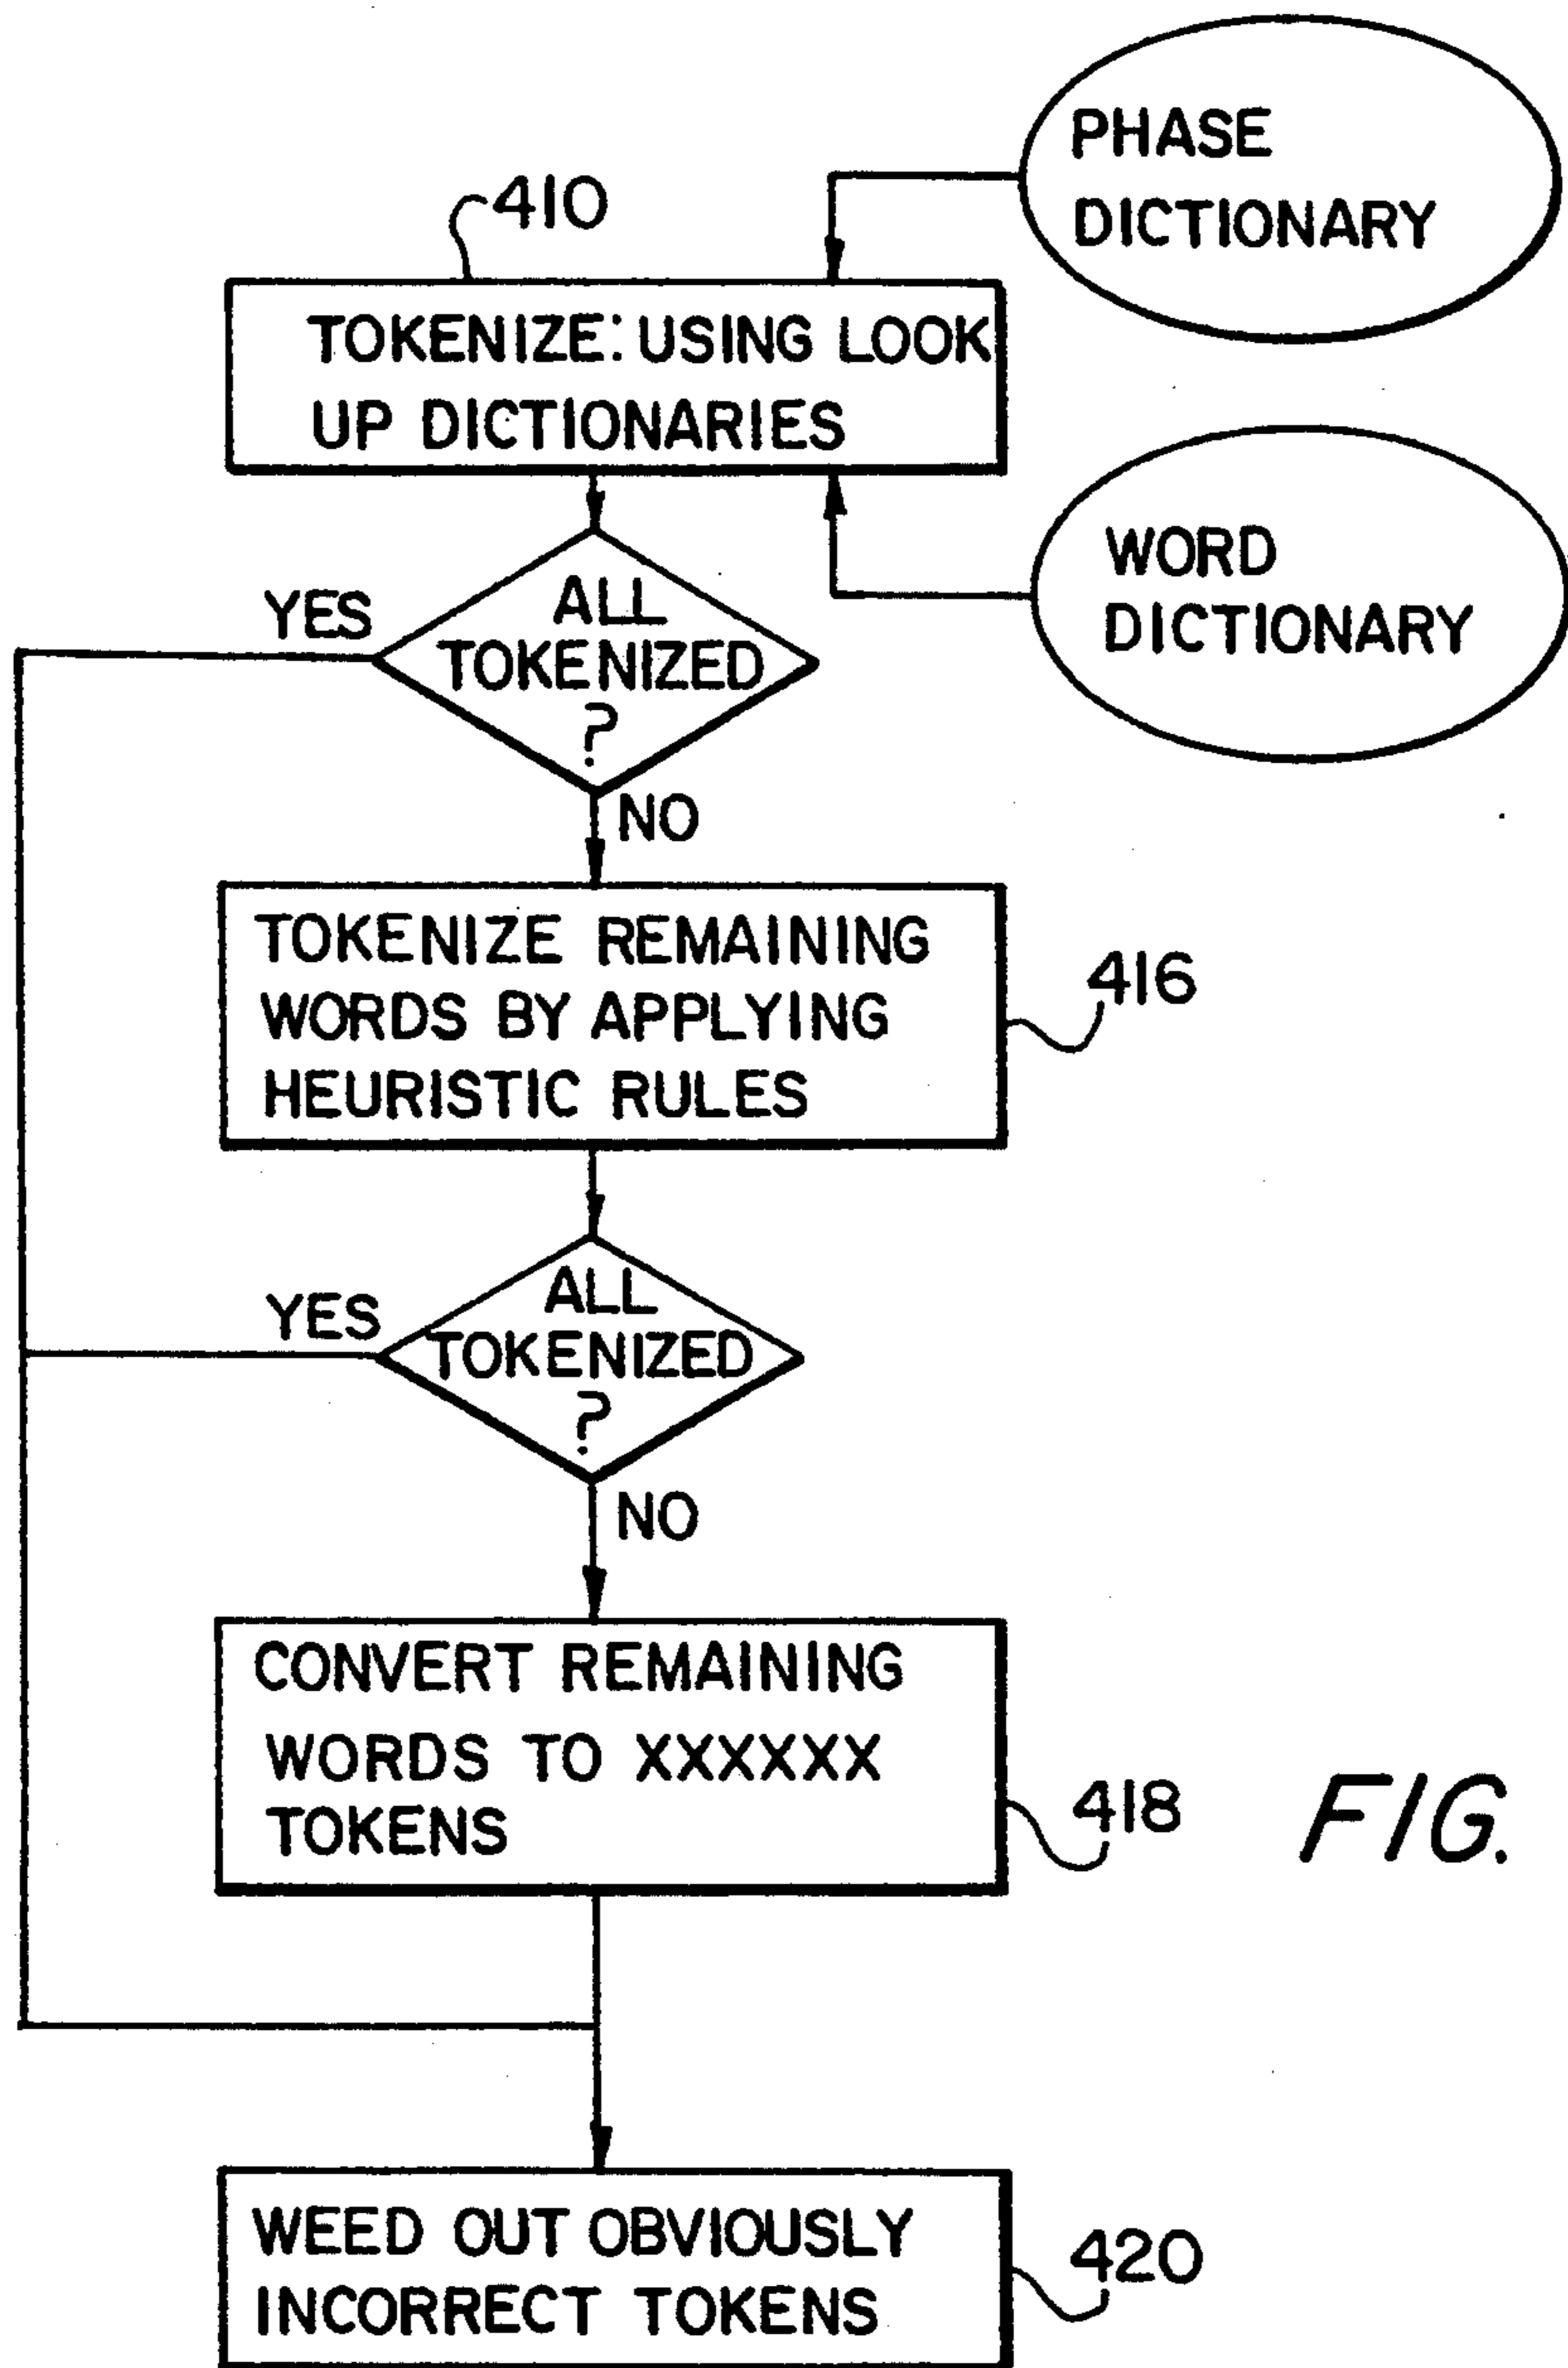 PHASE
DICTIONARY
410
TOKENIZE: USING LOOK
UP DICTIONARIES
WORD
DICTIONARY
ALL
TOKENIZED
?
YES
NO
TOKENIZE REMAINING
WORDS BY APPLYING
HEURISTIC RULES
416
ALL
TOKENIZED
?
YES
NO
CONVERT REMAINING
WORDS TO XXXXXX
TOKENS
418
FIG.
WEED OUT OBVIOUSLY
INCORRECT TOKENS
420